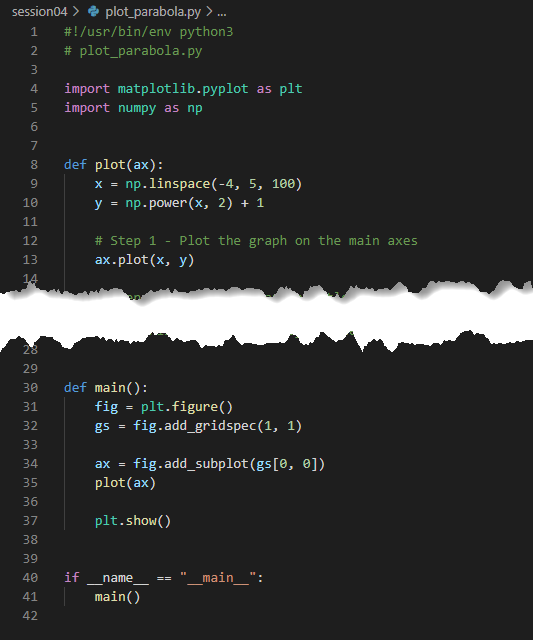 session04 > plot_parabola.py > ...
1 #!/usr/bin/env python3
2 # plot_parabola.py
3
4 import matplotlib.pyplot as plt
5 import numpy as np
6
7
8 def plot(ax):
9 x = np.linspace(-4, 5, 100)
10 y = np.power(x, 2) + 1
11
12 # Step 1 - Plot the graph on the main axes
13 ax.plot(x, y)
14
28
29
30 def main():
31 fig = plt.figure()
32 gs = fig.add_gridspec(1, 1)
33
34 ax = fig.add_subplot(gs[0, 0])
35 plot(ax)
36
37 plt.show()
38
39
40 if __name__ == "__main__":
41 main()
42